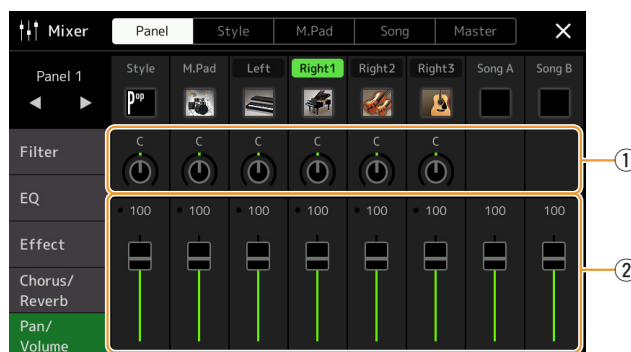 Mixer Panel Style M.Pad Song Master
Panel 1
Style M.Pad Left Right1 Right2 Right3 Song A Song B
Pop
Filter
C C C C C C
①
EQ
100 100 100 100 100 100 100 100
Effect
②
Chorus/
Reverb
Pan/
Volume